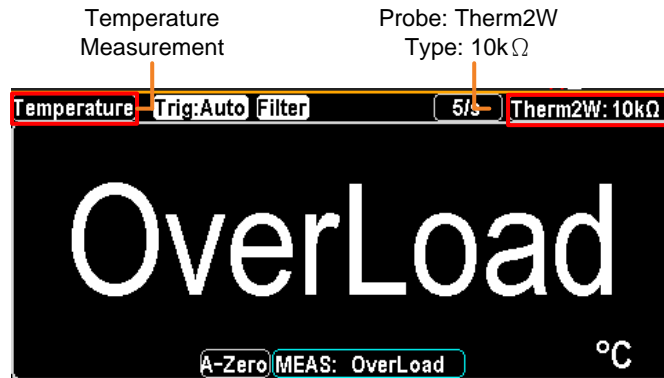 Temperature
Measurement
Probe: Therm2W
Type: 10kΩ
Temperature Trig:Auto Filter 5/s Therm2W:10kΩ
OverLoad
°C
A-Zero MEAS: OverLoad